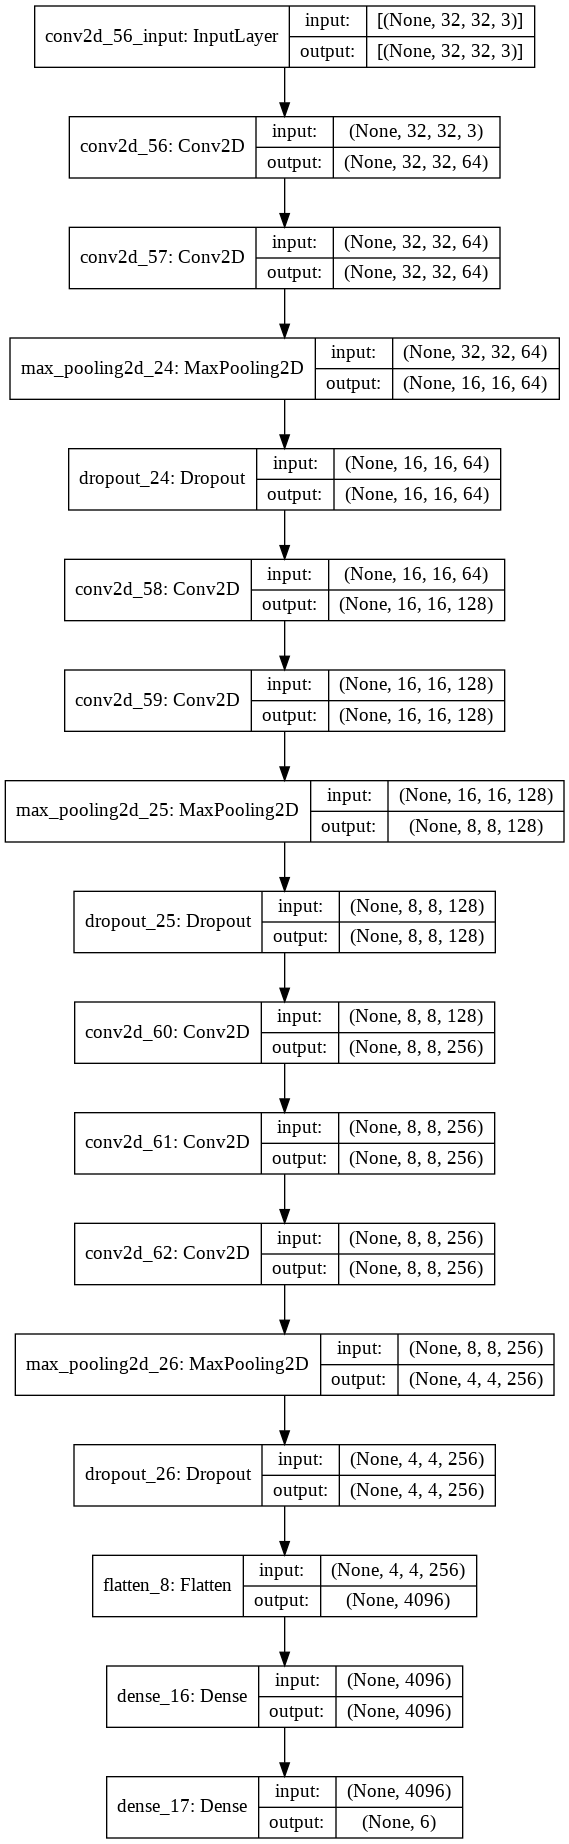 conv2d_56_input: InputLayer
input: [(None, 32, 32, 3)]
output: [(None, 32, 32, 3)]
conv2d_56: Conv2D
input: (None, 32, 32, 3)
output: (None, 32, 32, 64)
conv2d_57: Conv2D
input: (None, 32, 32, 64)
output: (None, 32, 32, 64)
max_pooling2d_24: MaxPooling2D
input: (None, 32, 32, 64)
output: (None, 16, 16, 64)
dropout_24: Dropout
input: (None, 16, 16, 64)
output: (None, 16, 16, 64)
conv2d_58: Conv2D
input: (None, 16, 16, 64)
output: (None, 16, 16, 128)
conv2d_59: Conv2D
input: (None, 16, 16, 128)
output: (None, 16, 16, 128)
max_pooling2d_25: MaxPooling2D
input: (None, 16, 16, 128)
output: (None, 8, 8, 128)
dropout_25: Dropout
input: (None, 8, 8, 128)
output: (None, 8, 8, 128)
conv2d_60: Conv2D
input: (None, 8, 8, 128)
output: (None, 8, 8, 256)
conv2d_61: Conv2D
input: (None, 8, 8, 256)
output: (None, 8, 8, 256)
conv2d_62: Conv2D
input: (None, 8, 8, 256)
output: (None, 8, 8, 256)
max_pooling2d_26: MaxPooling2D
input: (None, 8, 8, 256)
output: (None, 4, 4, 256)
dropout_26: Dropout
input: (None, 4, 4, 256)
output: (None, 4, 4, 256)
flatten_8: Flatten
input: (None, 4, 4, 256)
output: (None, 4096)
dense_16: Dense
input: (None, 4096)
output: (None, 4096)
dense_17: Dense
input: (None, 4096)
output: (None, 6)